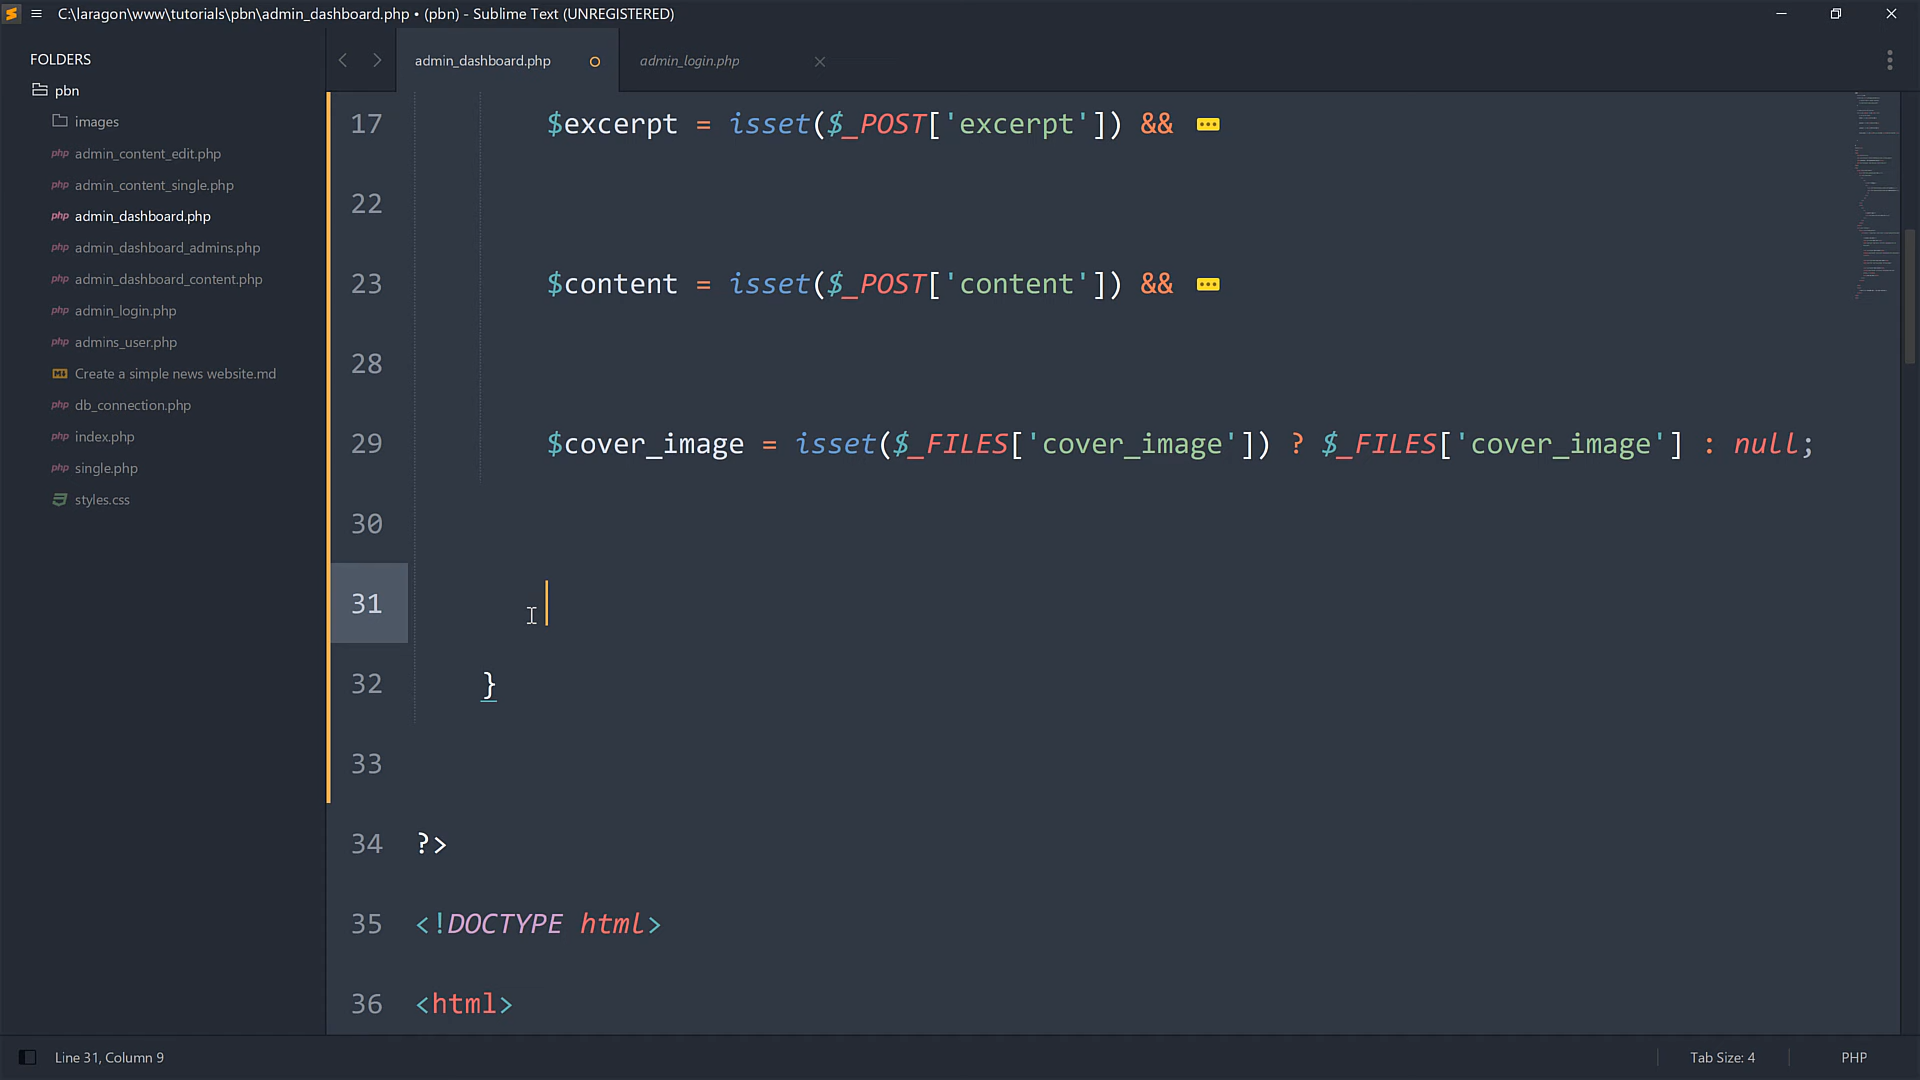 C:\laragon\www\tutorials\pbn\admin_dashboard.php • (pbn) - Sublime Text (UNREGISTERED)
FOLDERS
pbn
images
php admin_content_edit.php
php admin_content_single.php
php admin_dashboard.php
php admin_dashboard_admins.php
php admin_dashboard_content.php
php admin_login.php
php admins_user.php
Create a simple news website.md
php db_connection.php
php index.php
php single.php
styles.css
admin_dashboard.php
admin_login.php
17 $excerpt = isset($_POST['excerpt']) &&
22
23 $content = isset($_POST['content']) &&
28
29 $cover_image = isset($_FILES['cover_image']) ? $_FILES['cover_image'] : null;
30
31
32 }
33
34 ?>
35 <!DOCTYPE html>
36 <html>
Line 31, Column 9
Tab Size: 4
PHP